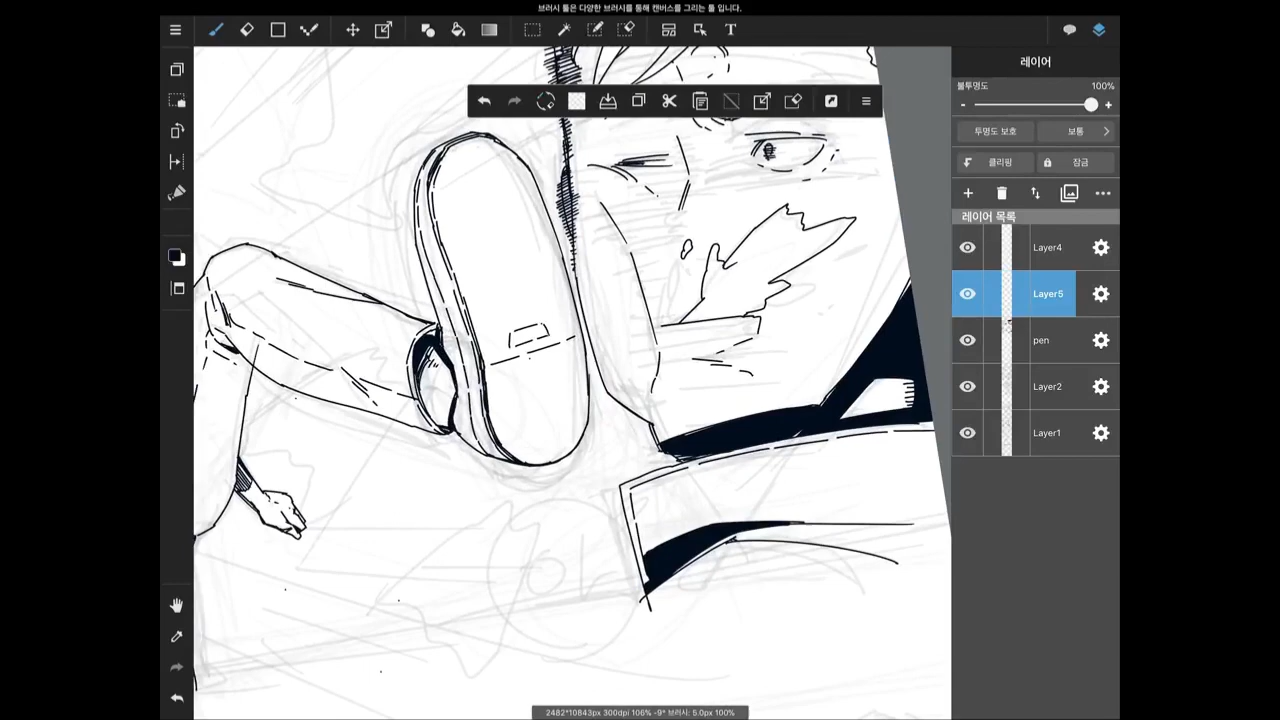 브러시 툴은 다양한 브러시를 통해 캔버스를 그리는 툴 입니다.
T
레이어
불투명도 100%
- +
투명도 보호 보통
클리핑 잠금
레이어 목록
Layer4
Layer5
pen
Layer2
Layer1
2482*10843px 300dpi 106% -9° 브러시: 5.0px 100%